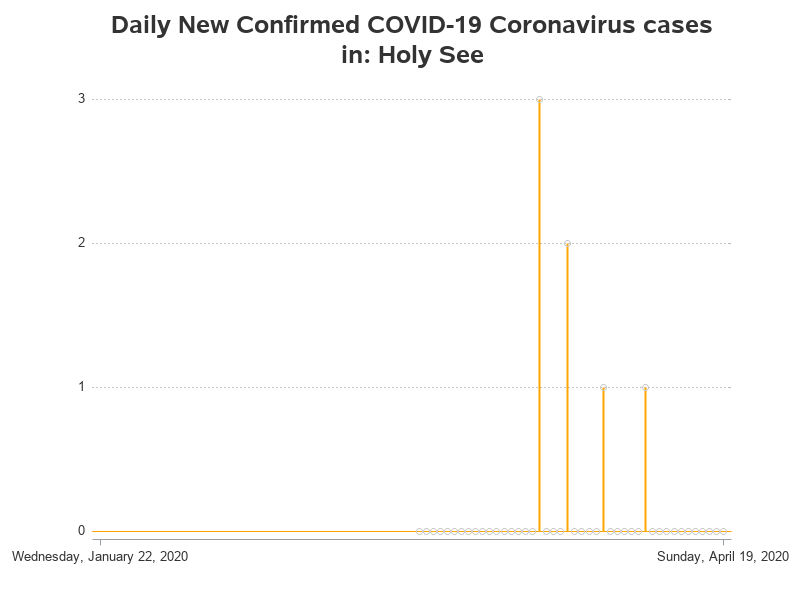 Daily New Confirmed COVID-19 Coronavirus cases
in: Holy See
3
2
1
0
Wednesday, January 22, 2020
Sunday, April 19, 2020